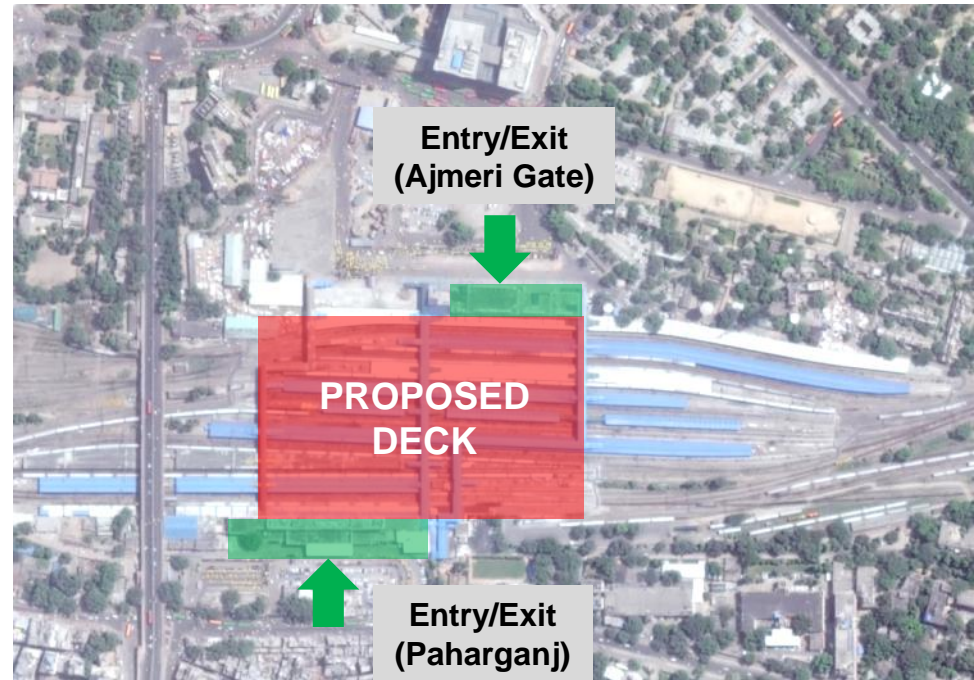 Entry/Exit
(Ajmeri Gate)
PROPOSED
DECK
Entry/Exit
(Paharganj)